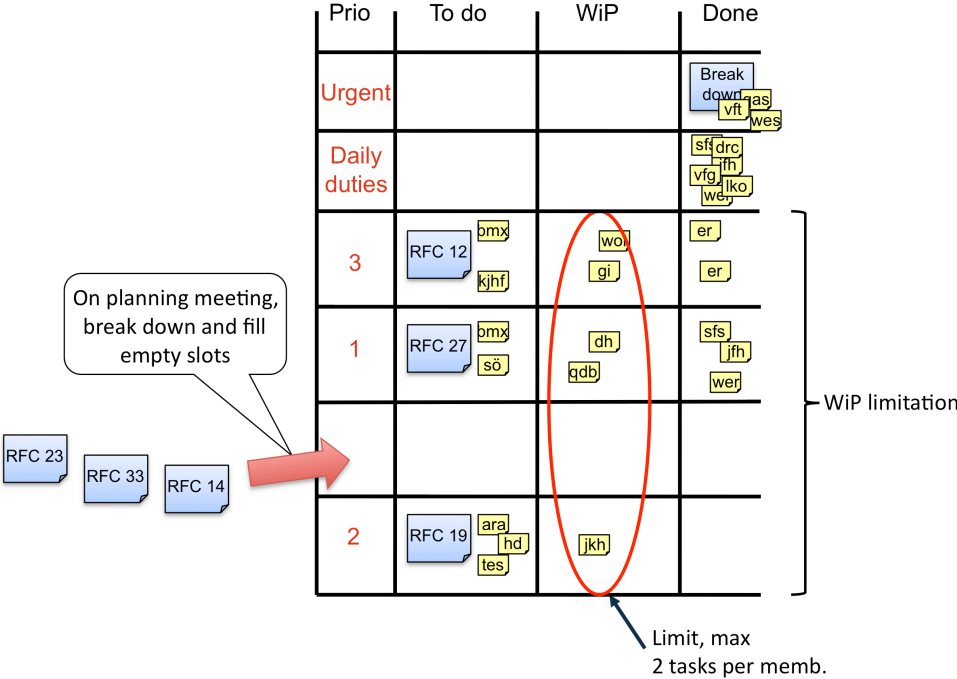 Prio To do WiP Done
Urgent
Break
down
gas
vft
wes
Daily
duties
sfs
drc
jfh
vfg
lko
wer
3
RFC 12
bmx
kjhf
wor
gi
er
er
On planning meeting,
break down and fill
empty slots
1
RFC 27
bmx
sö
dh
qdb
sfs
jfh
wer
WiP limitation
RFC 23
RFC 33
RFC 14
2
RFC 19
ara
hd
tes
jkh
Limit, max
2 tasks per memb.